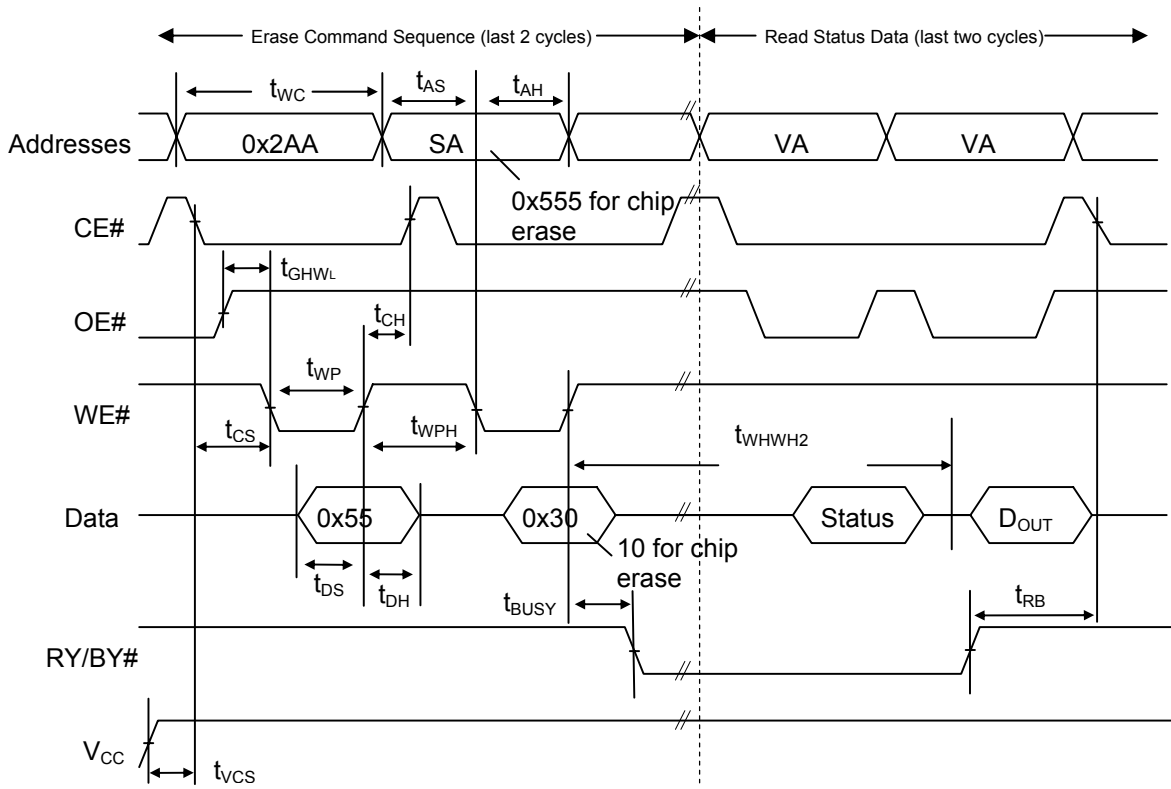 Erase Command Sequence (last 2 cycles)
Read Status Data (last two cycles)
tWC
tAS
tAH
Addresses
0x2AA
SA
VA
VA
0x555 for chip
erase
CE#
tGHWL
OE#
tCH
tWP
WE#
tCS
tWPH
tWHWH2
Data
0x55
0x30
Status
DOUT
10 for chip
erase
tDS
tDH
tBUSY
tRB
RY/BY#
VCC
tVCS